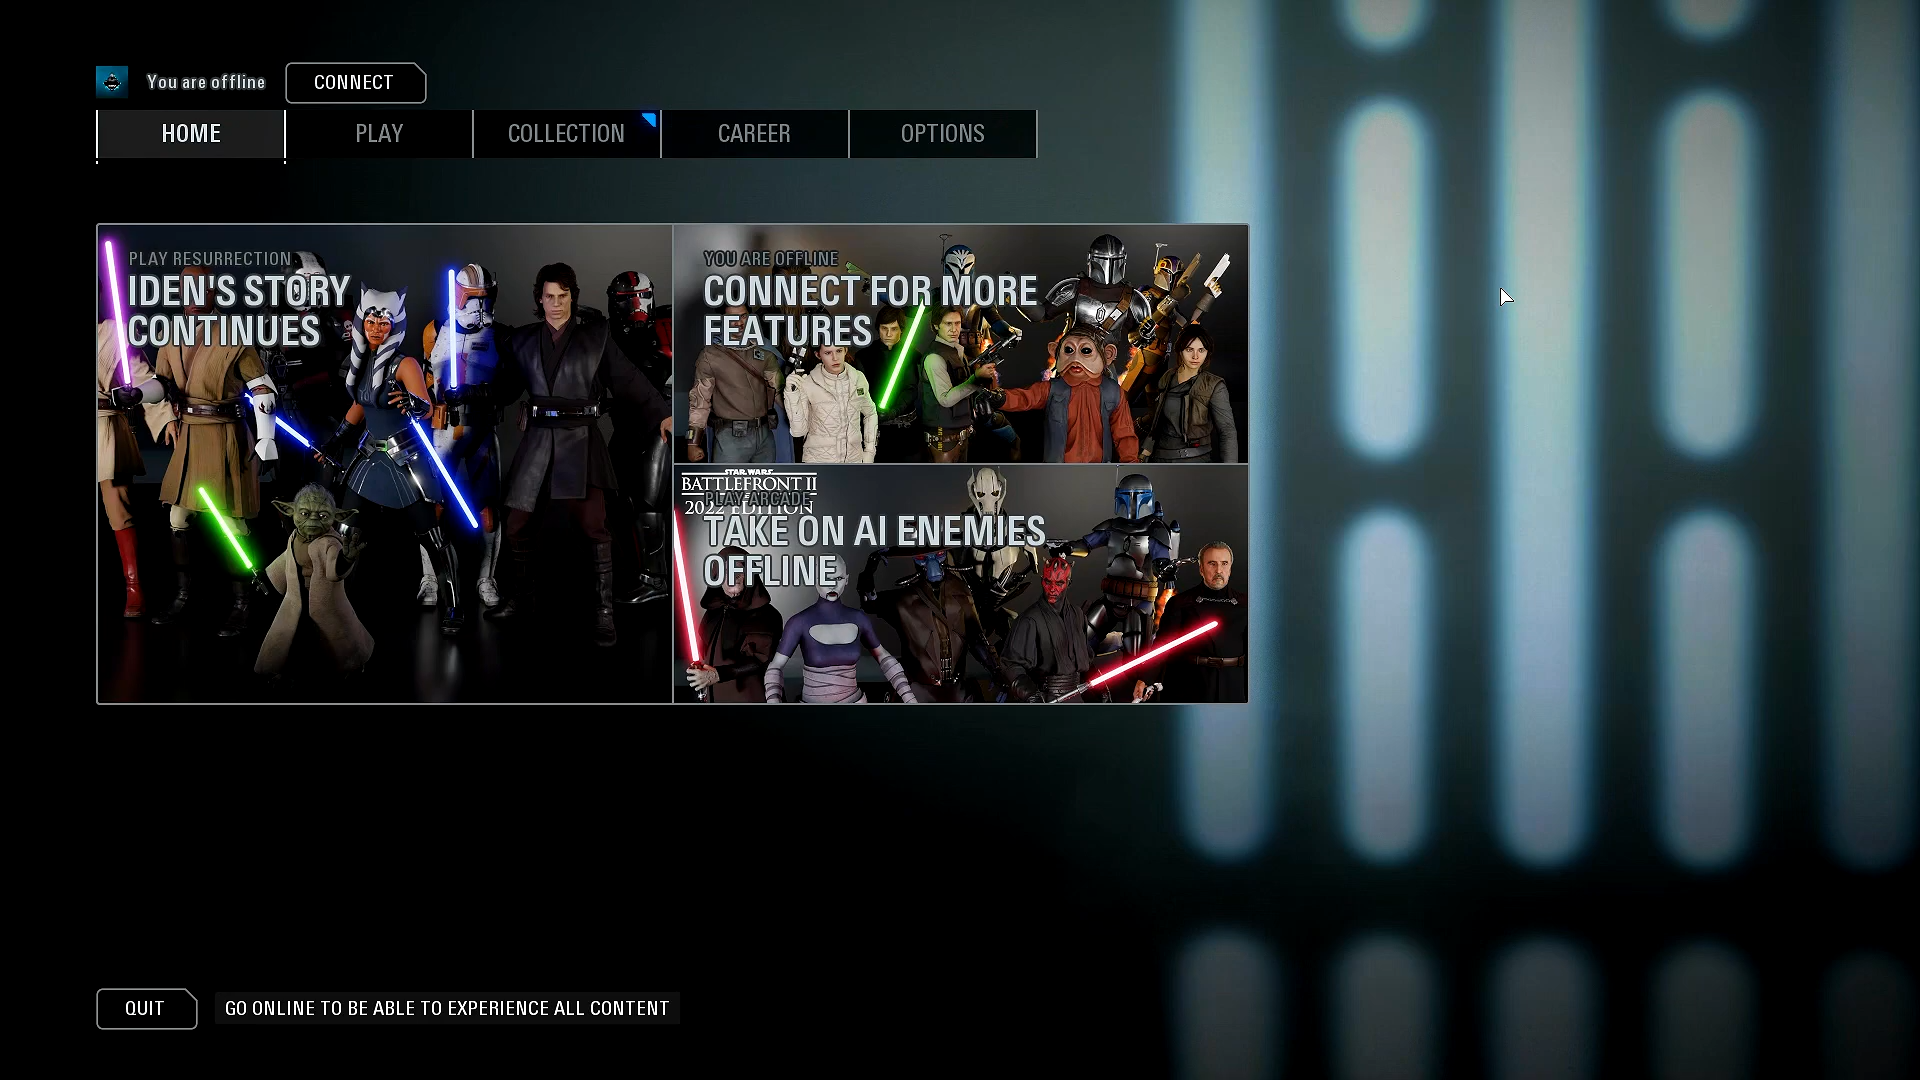 You are offline
CONNECT
HOME
PLAY
COLLECTION
CAREER
OPTIONS
PLAY RESURRECTION
IDEN'S STORY
CONTINUES
YOU ARE OFFLINE
CONNECT FOR MORE
FEATURES
STAR WARS
BATTLEFRONT II
PLAY ARCADE
2022 EDITION
TAKE ON AI ENEMIES
OFFLINE
QUIT
GO ONLINE TO BE ABLE TO EXPERIENCE ALL CONTENT